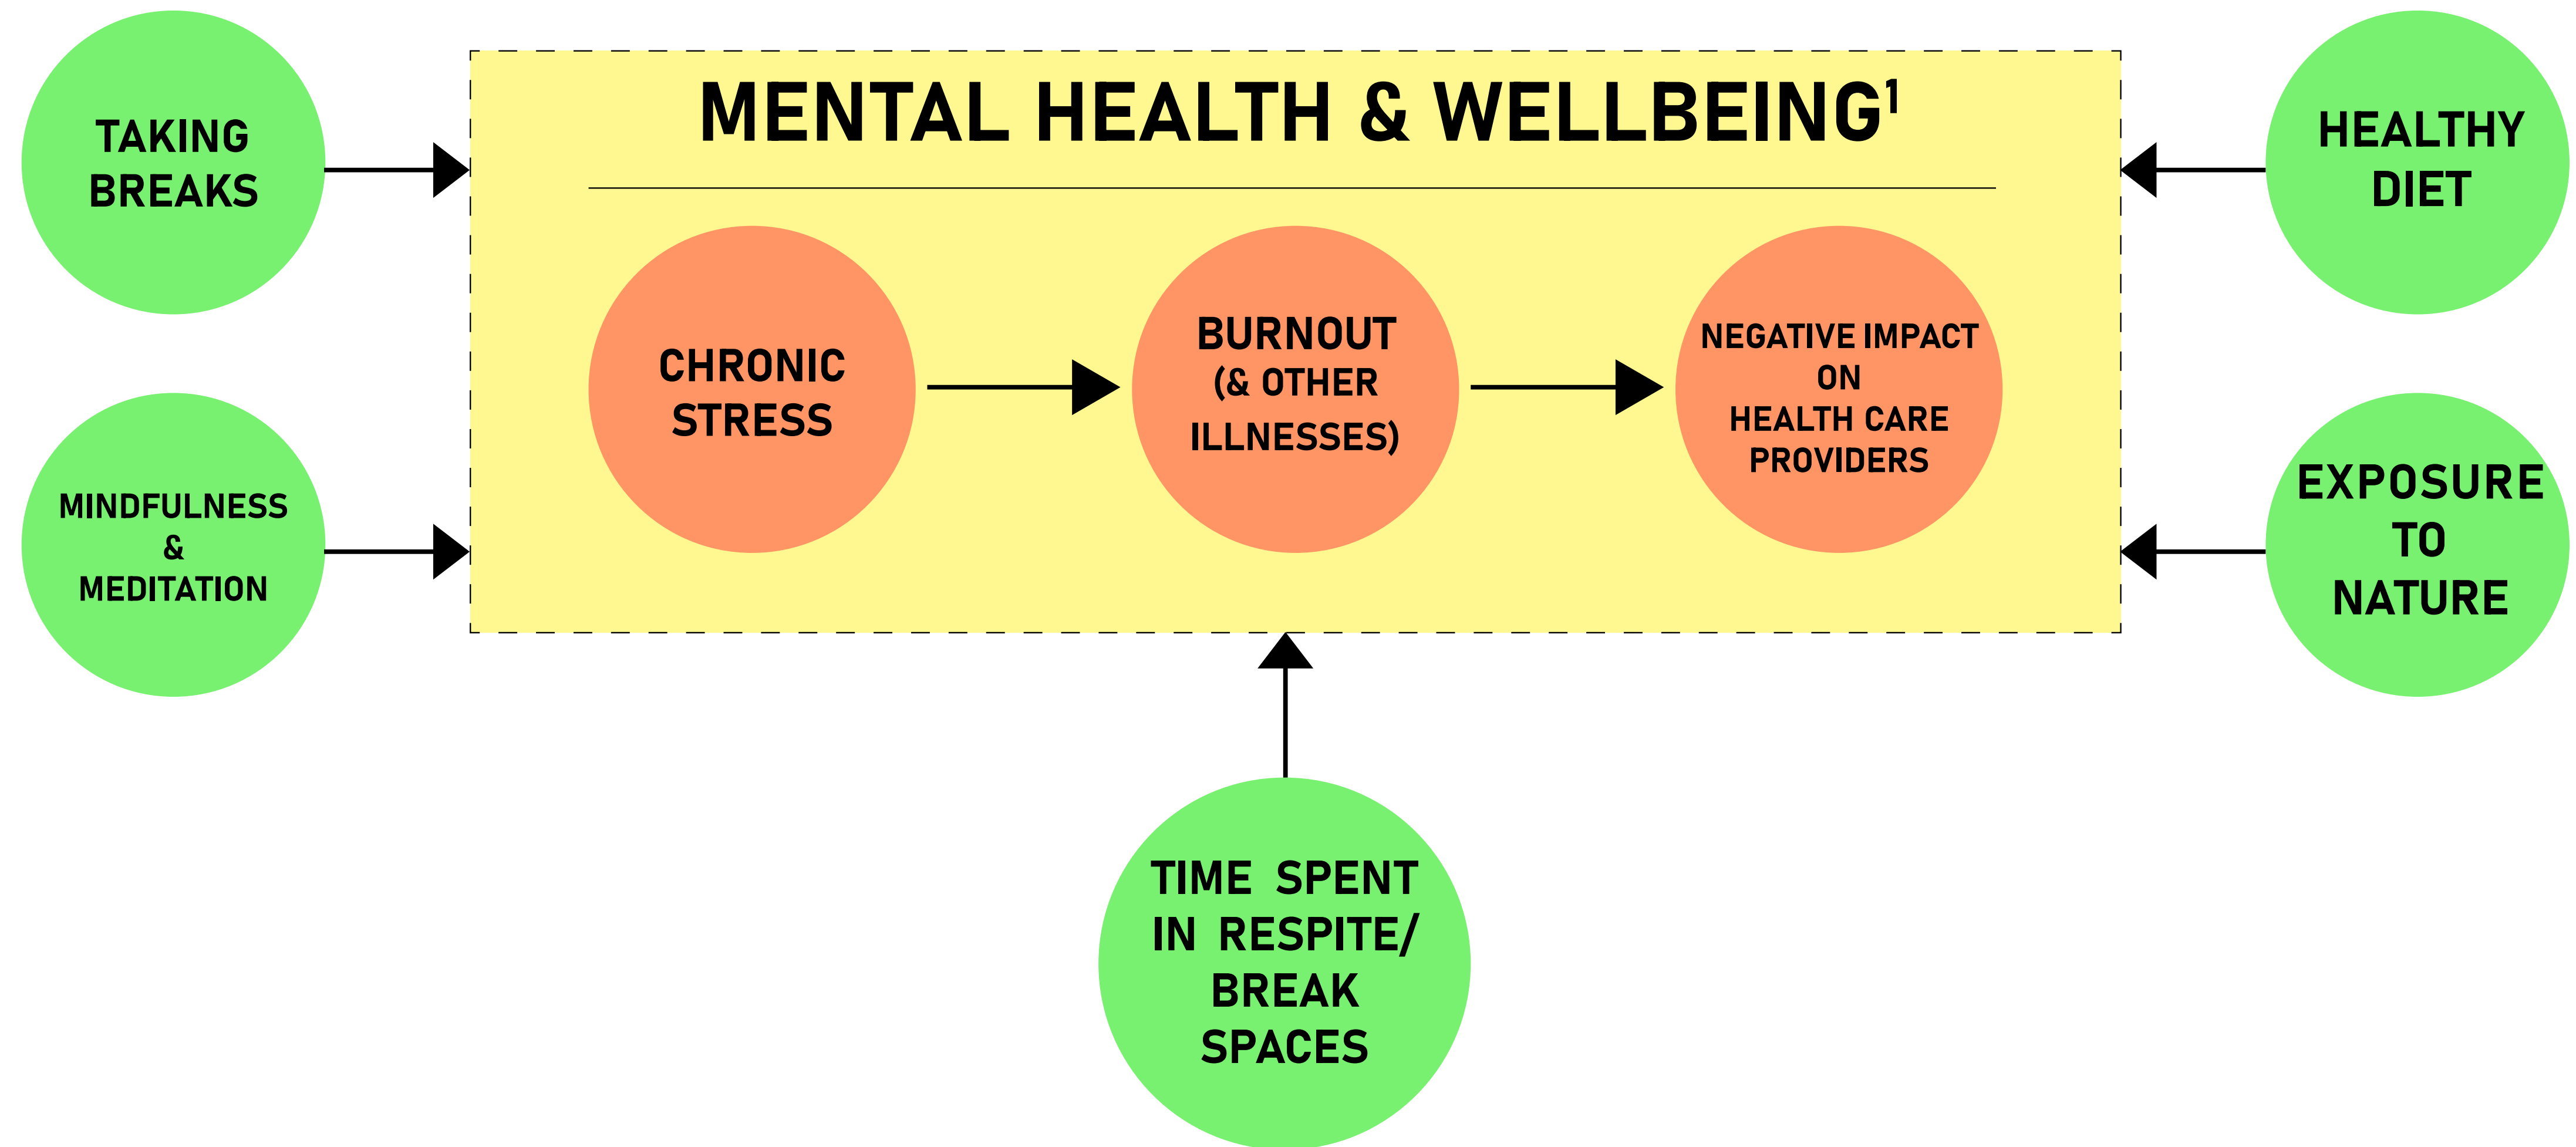 MENTAL HEALTH & WELLBEING¹
TAKING
BREAKS
MINDFULNESS
&
MEDITATION
CHRONIC
STRESS
BURNOUT
(& OTHER
ILLNESSES)
NEGATIVE IMPACT
ON
HEALTH CARE
PROVIDERS
HEALTHY
DIET
EXPOSURE
TO
NATURE
TIME SPENT
IN RESPITE/
BREAK
SPACES